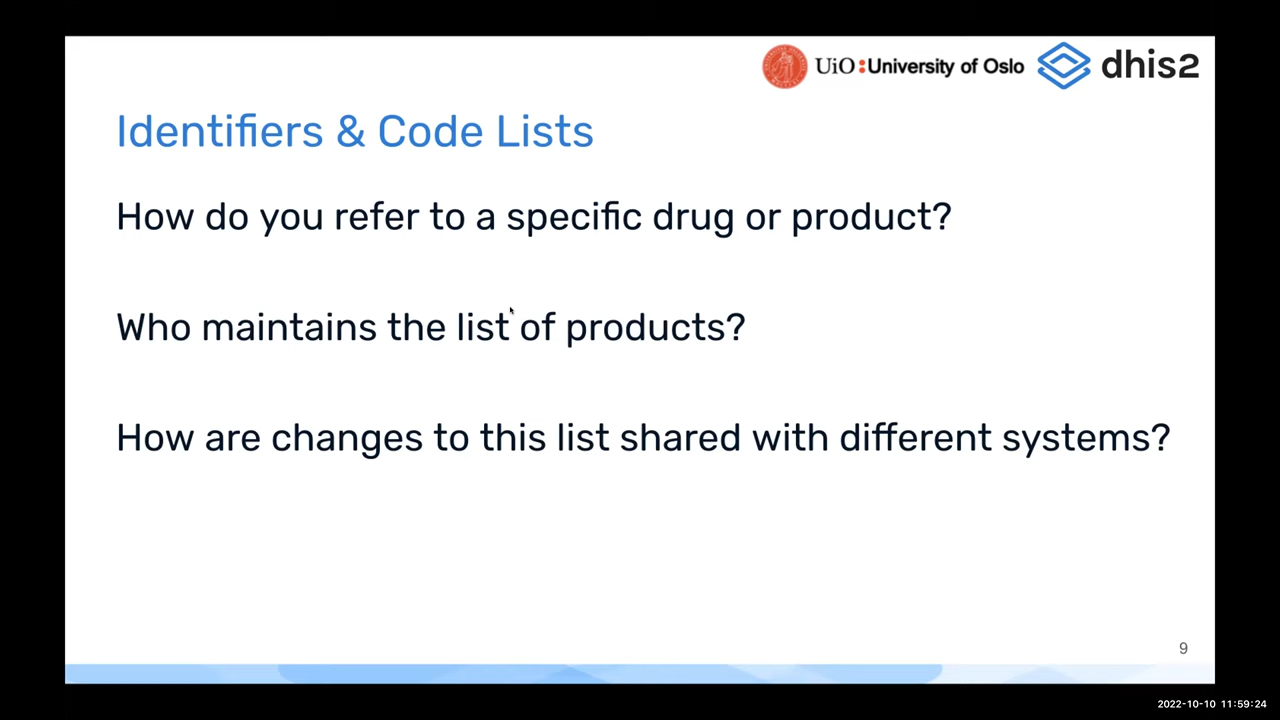 UiO:University of Oslo
dhis2
Identifiers & Code Lists
How do you refer to a specific drug or product?
Who maintains the list of products?
How are changes to this list shared with different systems?
9
2022-10-10 11:59:24